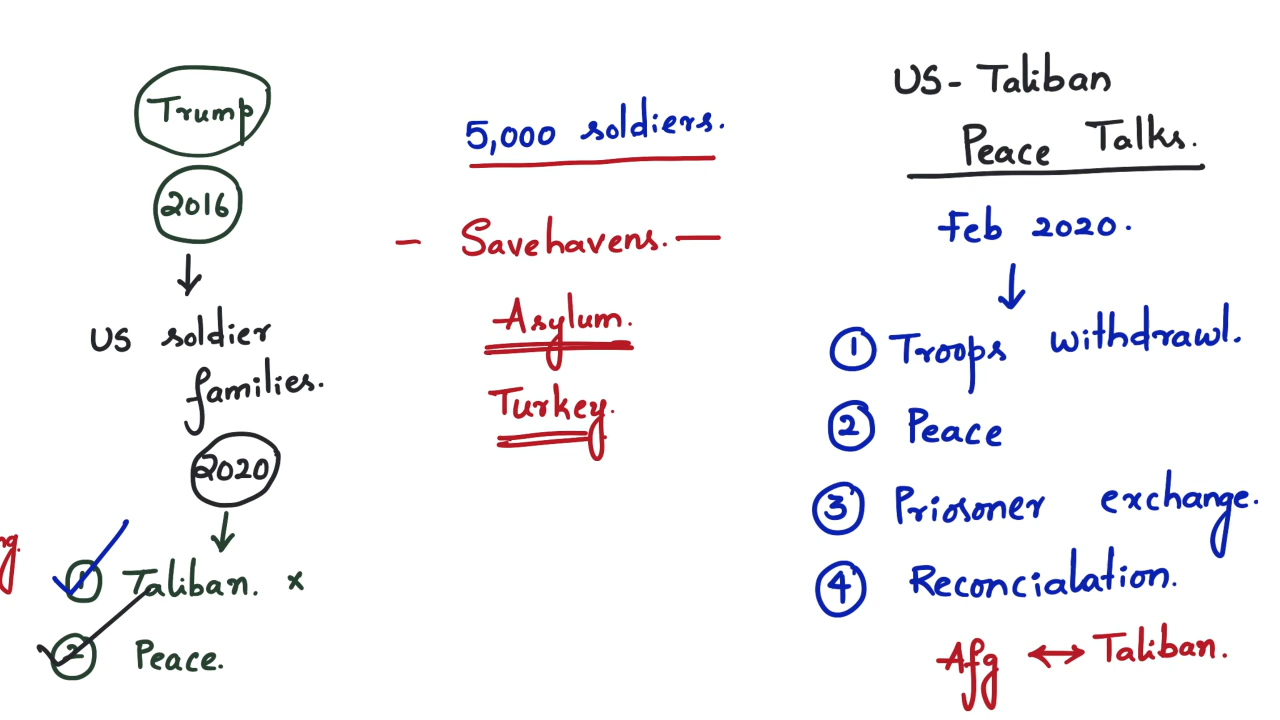 Trump
2016
US soldier
families.
2020
ng.
1 Taliban. x
2 Peace.
5,000 soldiers.
- Savehavens. -
Asylum.
Turkey.
US - Taliban
Peace Talks.
Feb 2020.
1 Troops withdrawl.
2 Peace
3 Priosoner exchange.
4 Reconcialation.
Afg ↔ Taliban.